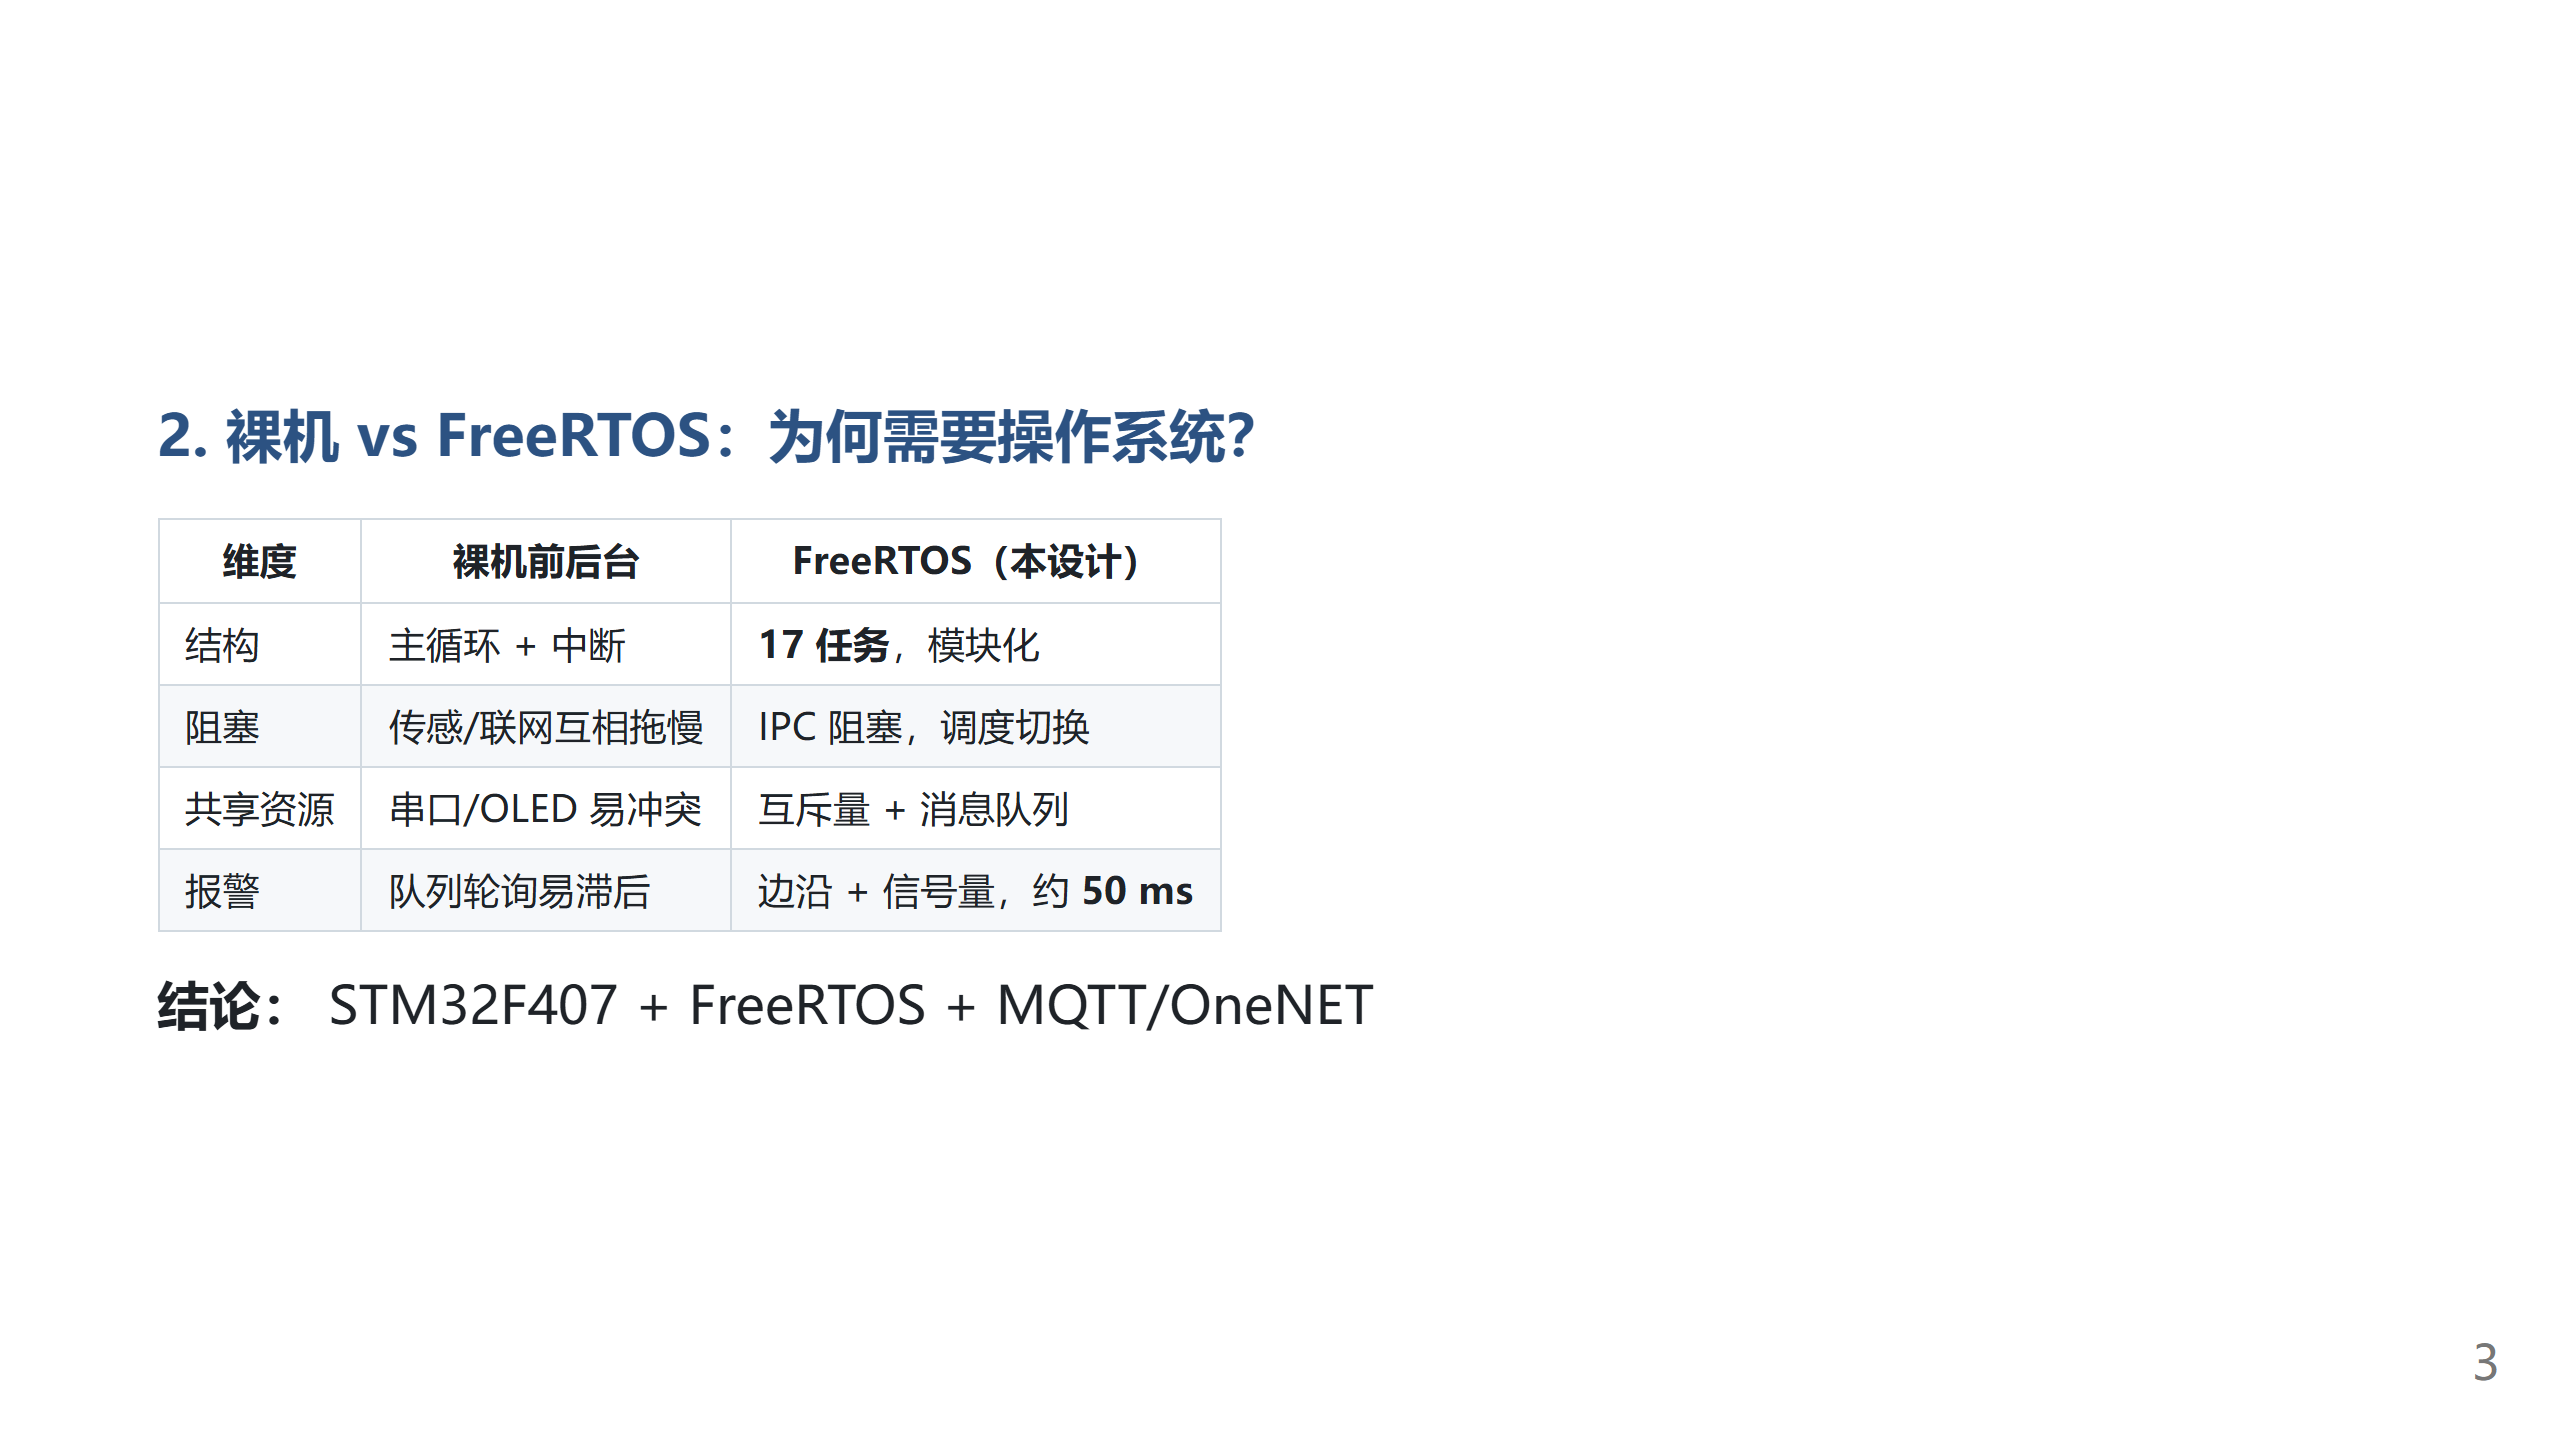 2. 裸机 vs FreeRTOS：为何需要操作系统？
维度 裸机前后台 FreeRTOS（本设计）
结构 主循环 + 中断 17 任务，模块化
阻塞 传感/联网互相拖慢 IPC 阻塞，调度切换
共享资源 串口/OLED 易冲突 互斥量 + 消息队列
报警 队列轮询易滞后 边沿 + 信号量，约 50 ms
结论： STM32F407 + FreeRTOS + MQTT/OneNET
3